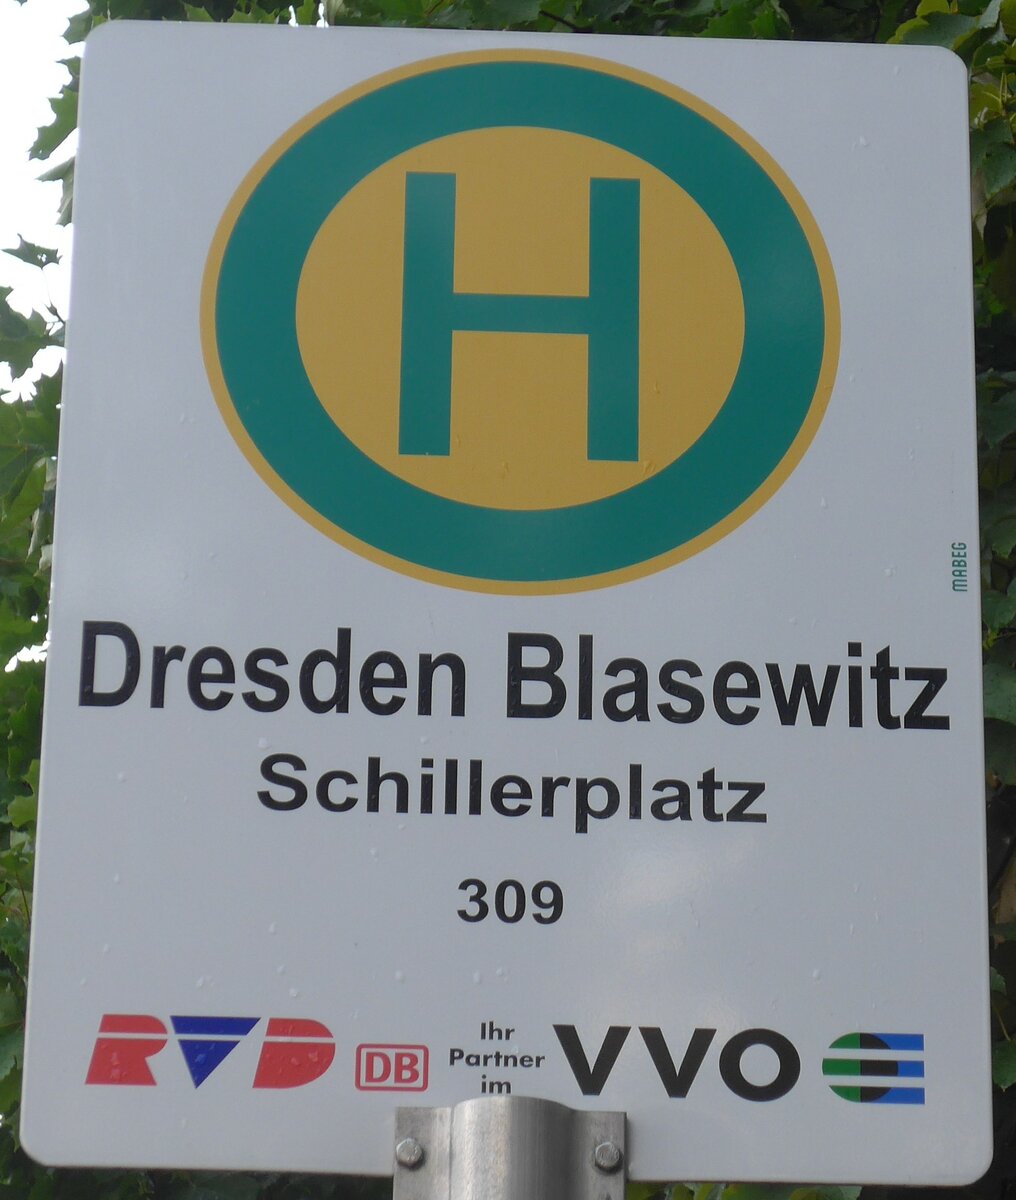 H
MABEG
Dresden Blasewitz
Schillerplatz
309
RVD DB Ihr Partner im VVO